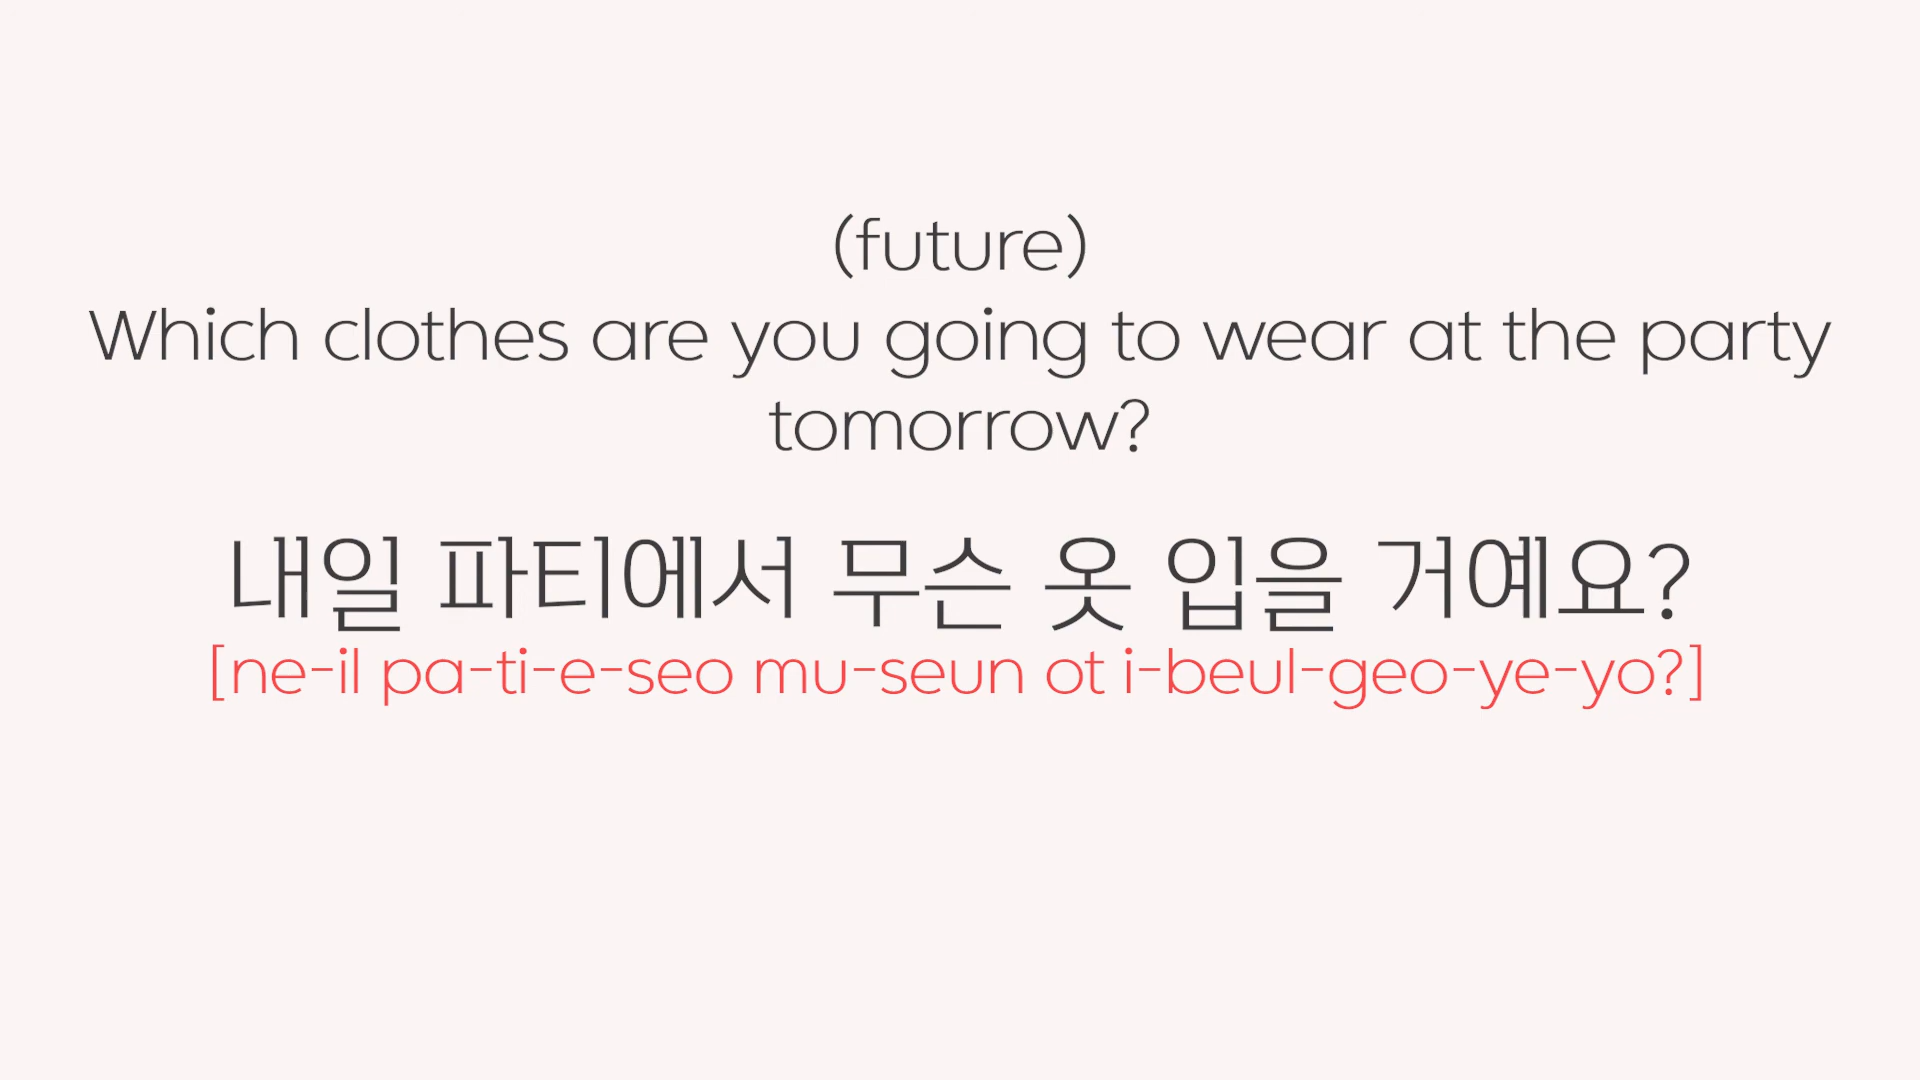 (future)
Which clothes are you going to wear at the party
tomorrow?
내일 파티에서 무슨 옷 입을 거예요?
[ne-il pa-ti-e-seo mu-seun ot i-beul-geo-ye-yo?]